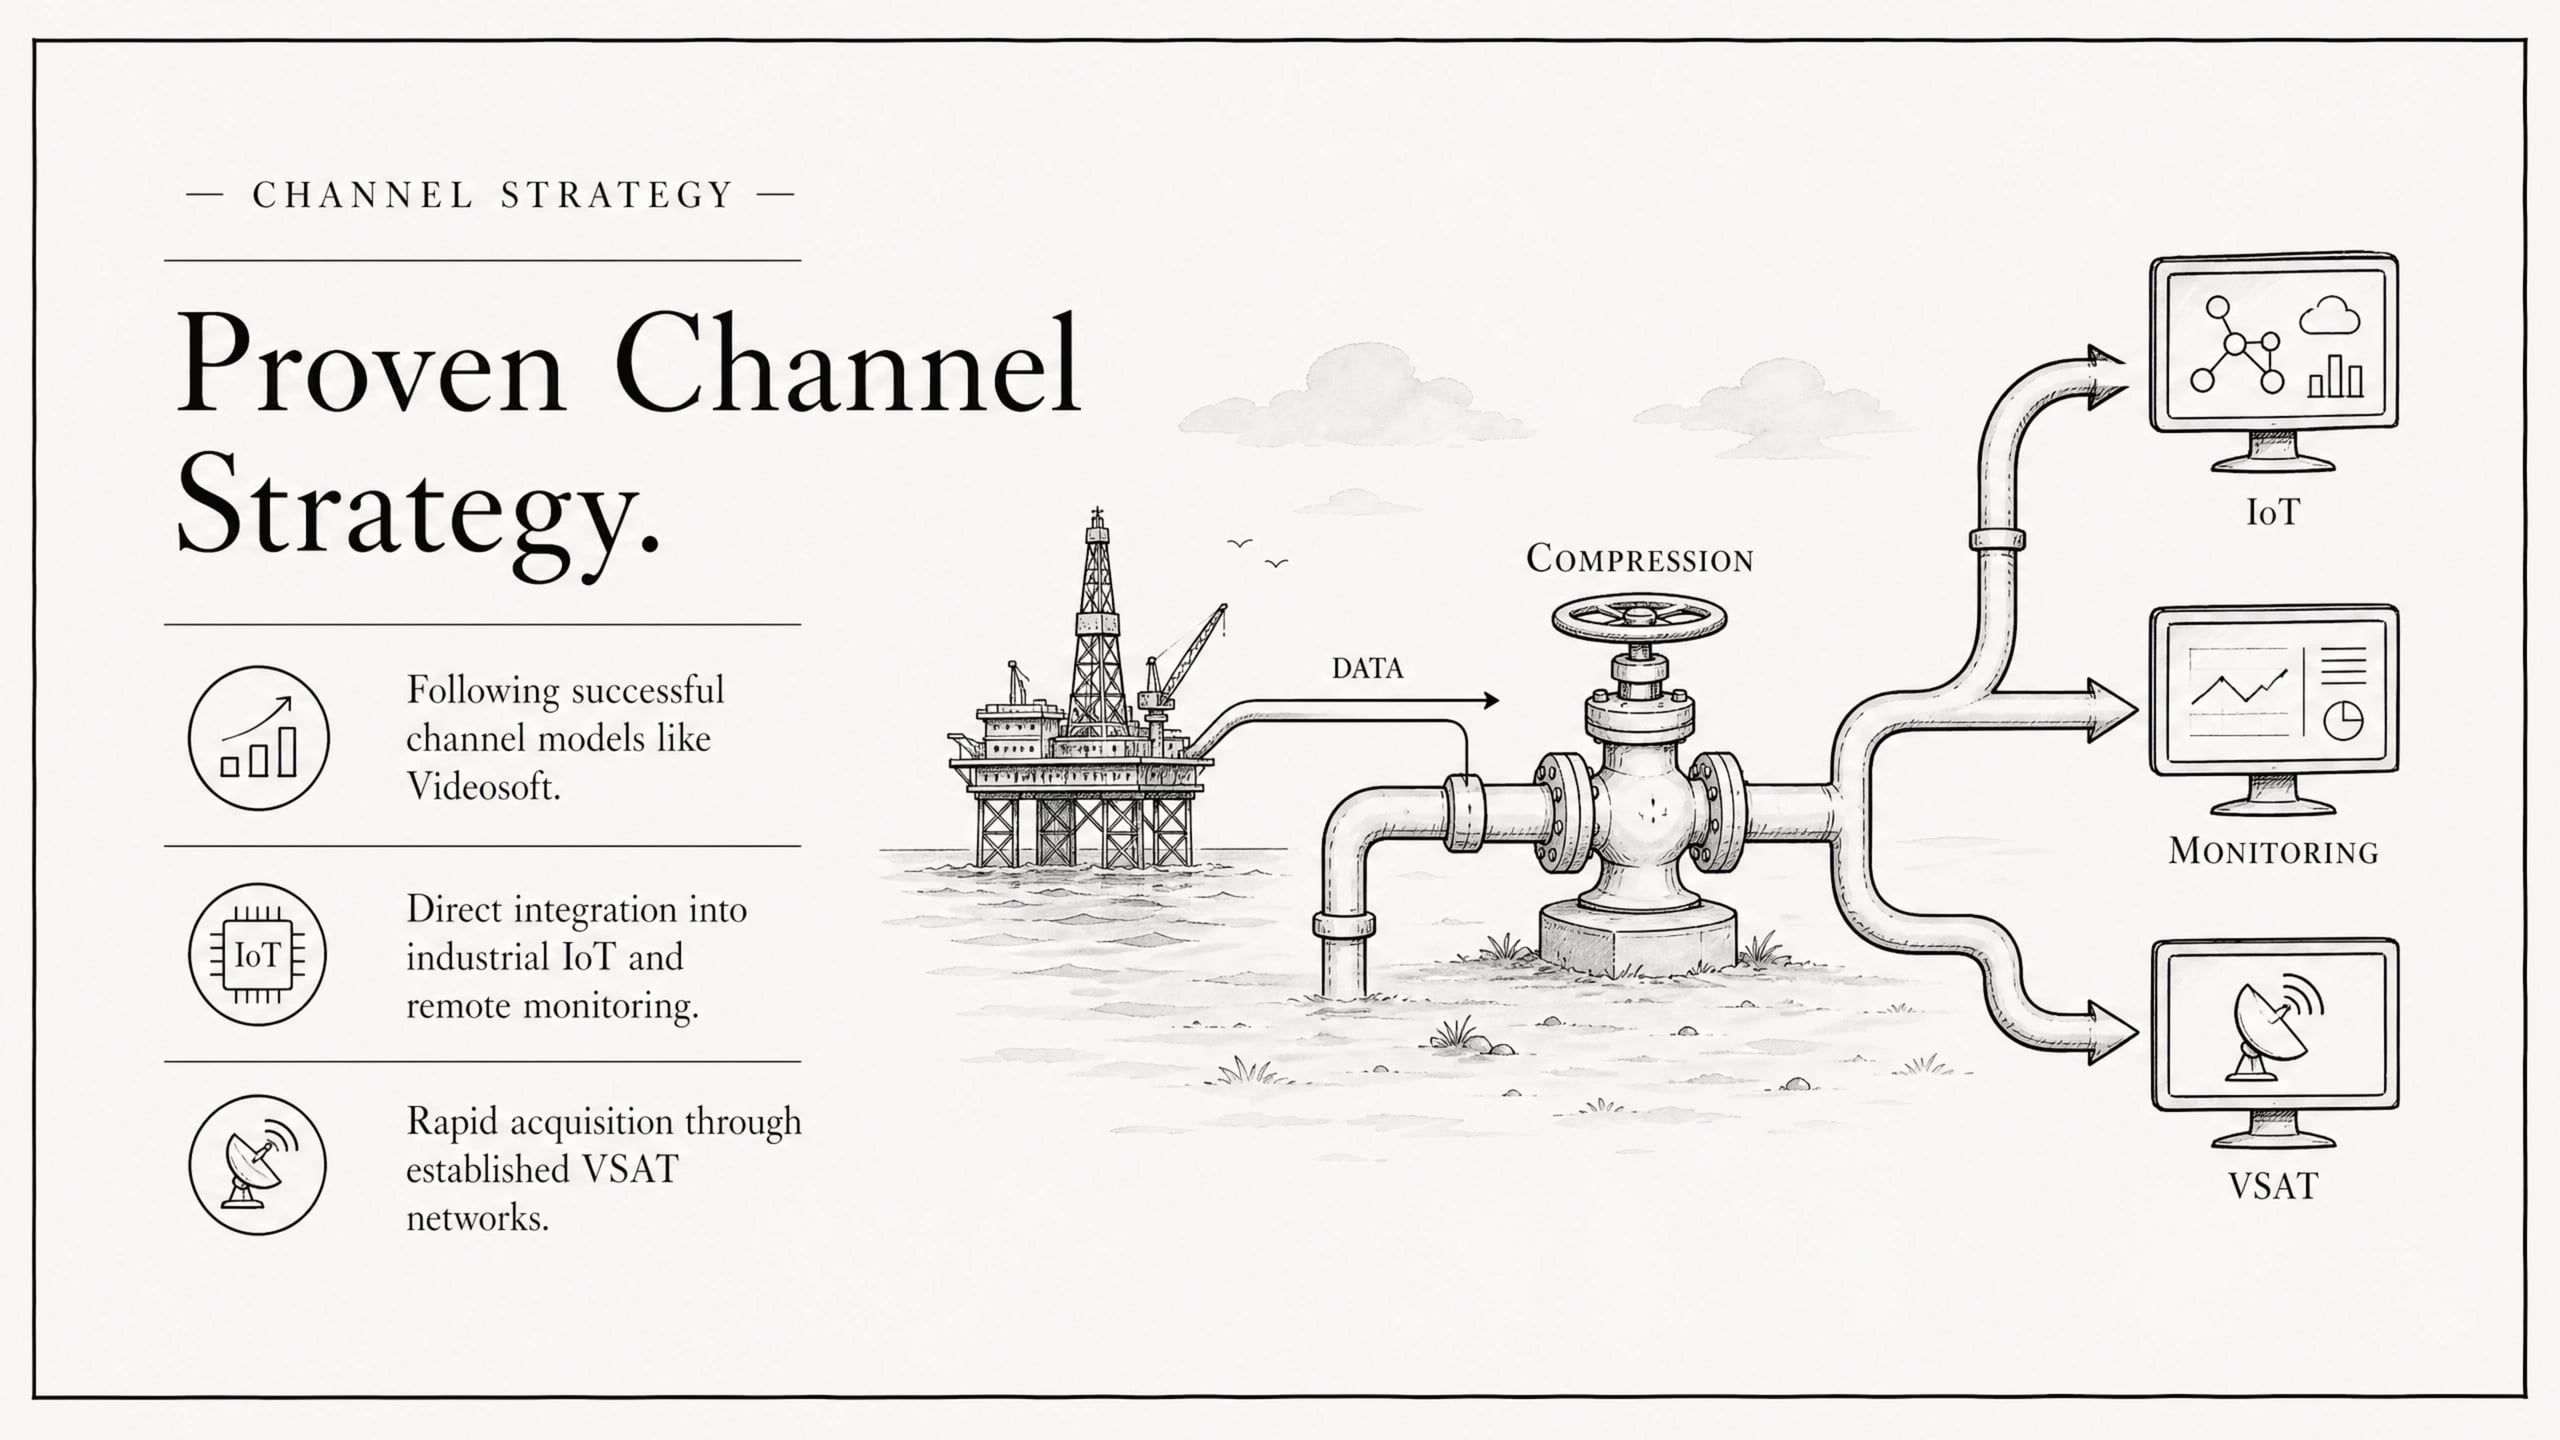 — CHANNEL STRATEGY —
Proven Channel
Strategy.
Following successful
channel models like
Videosoft.
IoT
Direct integration into
industrial IoT and
remote monitoring.
Rapid acquisition through
established VSAT
networks.
DATA
COMPRESSION
IoT
MONITORING
VSAT